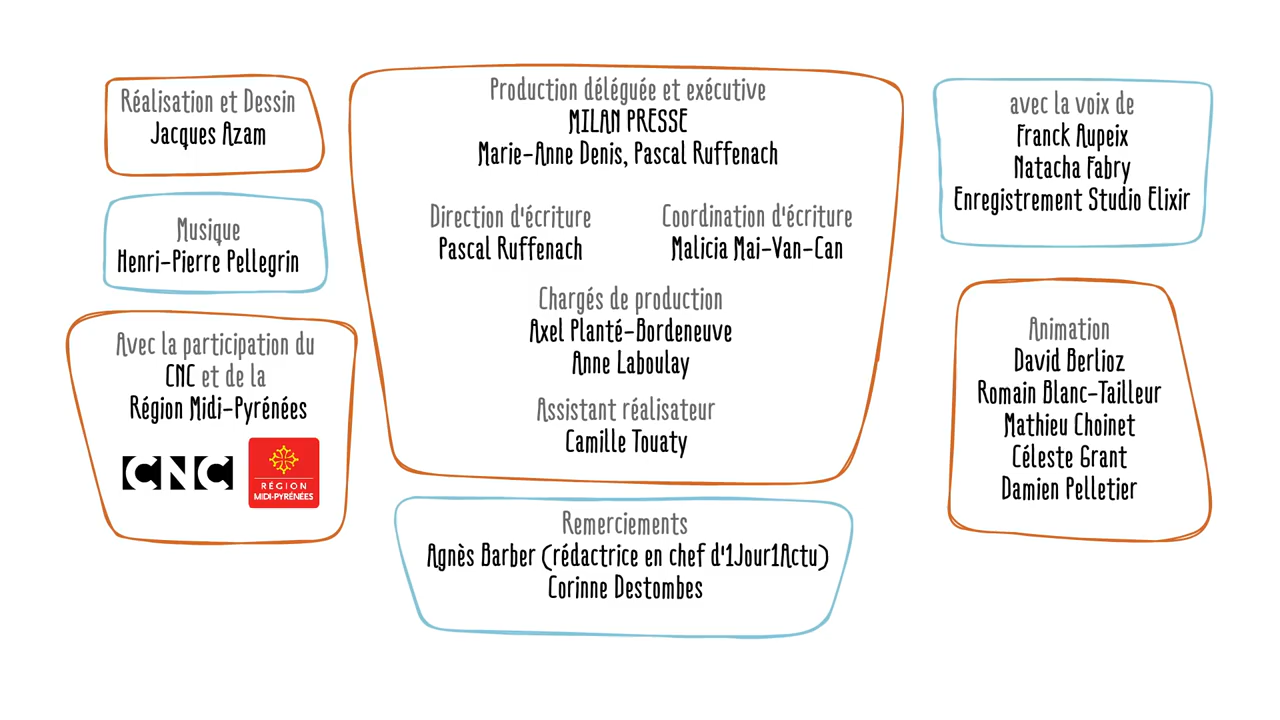 Réalisation et Dessin
Jacques Azam
Musique
Henri-Pierre Pellegrin
Avec la participation du
CNC et de la
Région Midi-Pyrénées
CNC
RÉGION
MIDI-PYRÉNÉES
Production déléguée et exécutive
MILAN PRESSE
Marie-Anne Denis, Pascal Ruffenach
Direction d'écriture
Pascal Ruffenach
Coordination d'écriture
Malicia Mai-Van-Can
Chargés de production
Axel Planté-Bordeneuve
Anne Laboulay
Assistant réalisateur
Camille Touaty
Remerciements
Agnès Barber (rédactrice en chef d'1Jour1Actu)
Corinne Destombes
avec la voix de
Franck Aupeix
Natacha Fabry
Enregistrement Studio Elixir
Animation
David Berlioz
Romain Blanc-Tailleur
Mathieu Choinet
Céleste Grant
Damien Pelletier